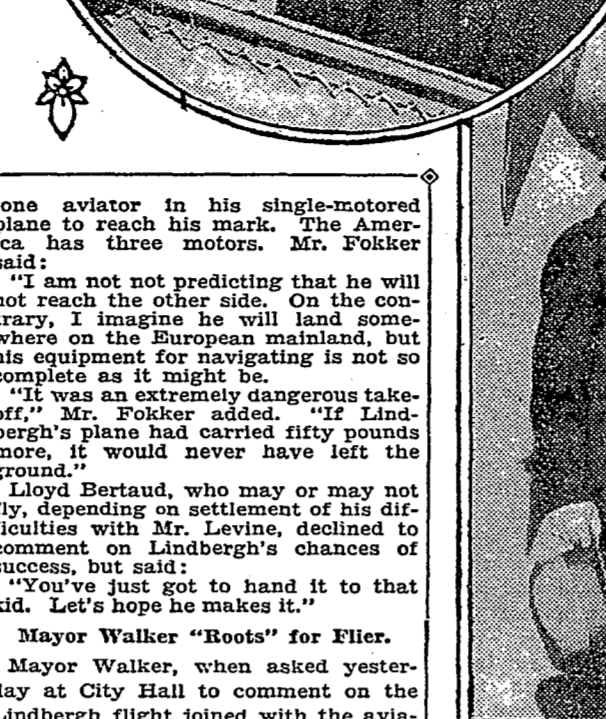 one aviator in his single-motored
plane to reach his mark. The Amer-
ica has three motors. Mr. Fokker
said:
"I am not not predicting that he will
not reach the other side. On the con-
trary, I imagine he will land some-
where on the European mainland, but
his equipment for navigating is not so
complete as it might be.
"It was an extremely dangerous take-
off," Mr. Fokker added. "If Lind-
bergh's plane had carried fifty pounds
more, it would never have left the
ground."
Lloyd Bertaud, who may or may not
fly, depending on settlement of his dif-
ficulties with Mr. Levine, declined to
comment on Lindbergh's chances of
success, but said:
"You've just got to hand it to that
kid. Let's hope he makes it."
Mayor Walker "Roots" for Flier.
Mayor Walker, when asked yester-
day at City Hall to comment on the
Lindbergh flight joined with the avia-